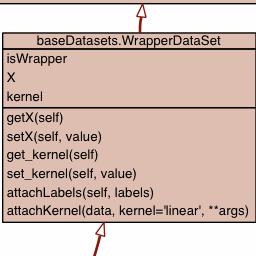 baseDatasets.WrapperDataSet
isWrapper
X
kernel
getX(self)
setX(self, value)
get_kernel(self)
set_kernel(self, value)
attachLabels(self, labels)
attachKernel(data, kernel='linear', **args)